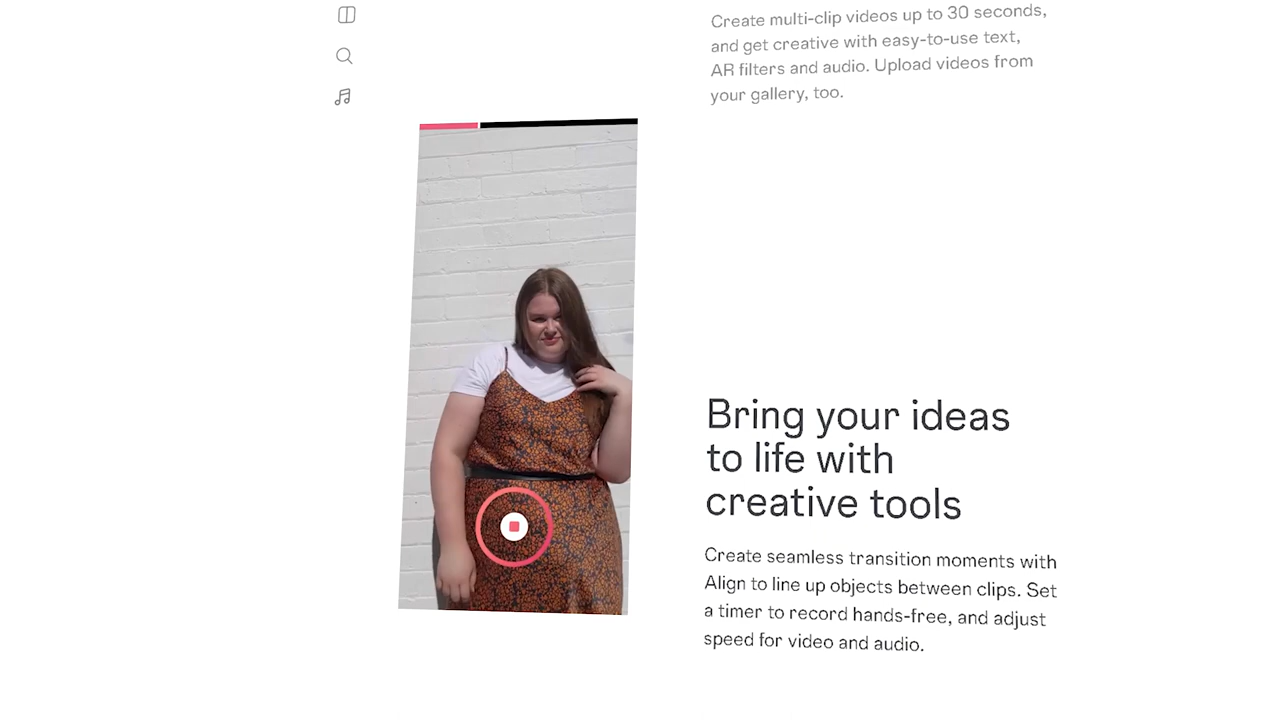 Create multi-clip videos up to 30 seconds,
and get creative with easy-to-use text,
AR filters and audio. Upload videos from
your gallery, too.
Bring your ideas
to life with
creative tools
Create seamless transition moments with
Align to line up objects between clips. Set
a timer to record hands-free, and adjust
speed for video and audio.